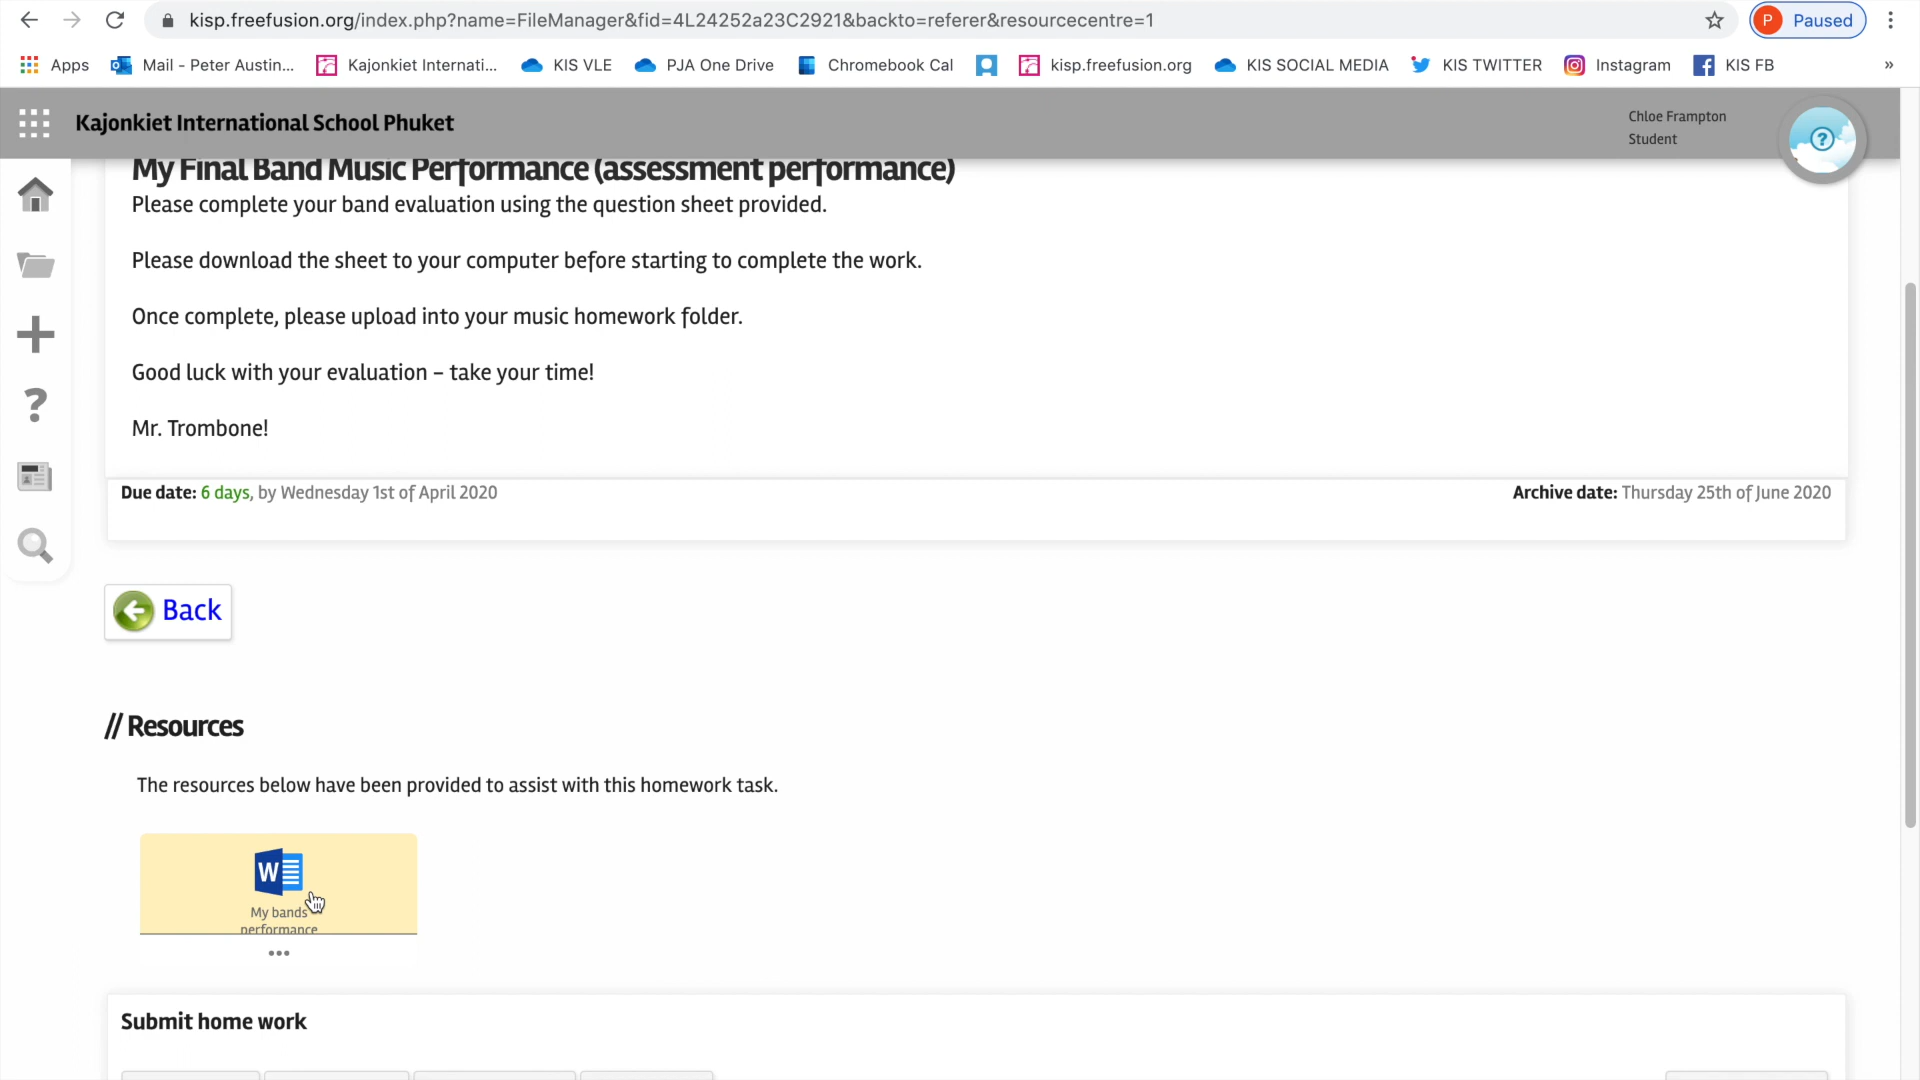 kisp.freefusion.org/index.php?name=FileManager&fid=4L24252a23C2921&backto=referer&resourcecentre=1
P Paused
Apps Mail - Peter Austin... Kajonkiet Internati... KIS VLE PJA One Drive Chromebook Cal kisp.freefusion.org KIS SOCIAL MEDIA KIS TWITTER Instagram KIS FB »
Kajonkiet International School Phuket
Chloe Frampton
Student
My Final Band Music Performance (assessment performance)
Please complete your band evaluation using the question sheet provided.
Please download the sheet to your computer before starting to complete the work.
Once complete, please upload into your music homework folder.
Good luck with your evaluation – take your time!
Mr. Trombone!
Due date: 6 days, by Wednesday 1st of April 2020
Archive date: Thursday 25th of June 2020
Back
// Resources
The resources below have been provided to assist with this homework task.
W
My bands
performance
•••
Submit home work